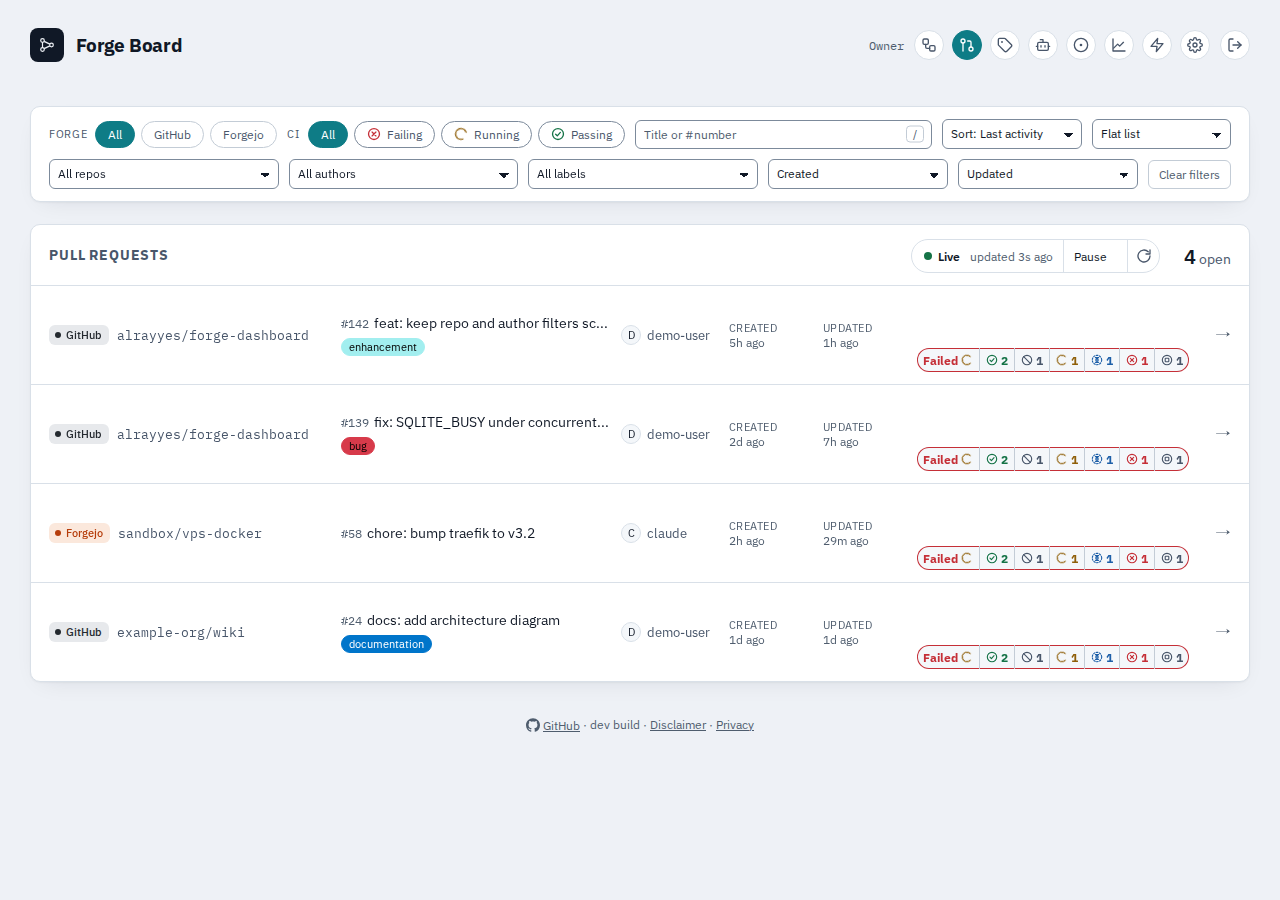 Forge Board
Owner
FORGE All GitHub Forgejo CI All Failing Running Passing Title or #number / Sort: Last activity Flat list
All repos All authors All labels Created Updated Clear filters
PULL REQUESTS Live updated 3s ago Pause 4 open
GitHub alrayyes/forge-dashboard #142 feat: keep repo and author filters sc... D demo-user CREATED UPDATED →
enhancement 5h ago 1h ago
Failed 2 1 1 1 1 1
GitHub alrayyes/forge-dashboard #139 fix: SQLITE_BUSY under concurrent... D demo-user CREATED UPDATED →
bug 2d ago 7h ago
Failed 2 1 1 1 1 1
Forgejo sandbox/vps-docker #58 chore: bump traefik to v3.2 C claude CREATED UPDATED →
2h ago 29m ago
Failed 2 1 1 1 1 1
GitHub example-org/wiki #24 docs: add architecture diagram D demo-user CREATED UPDATED →
documentation 1d ago 1d ago
Failed 2 1 1 1 1 1
GitHub · dev build · Disclaimer · Privacy